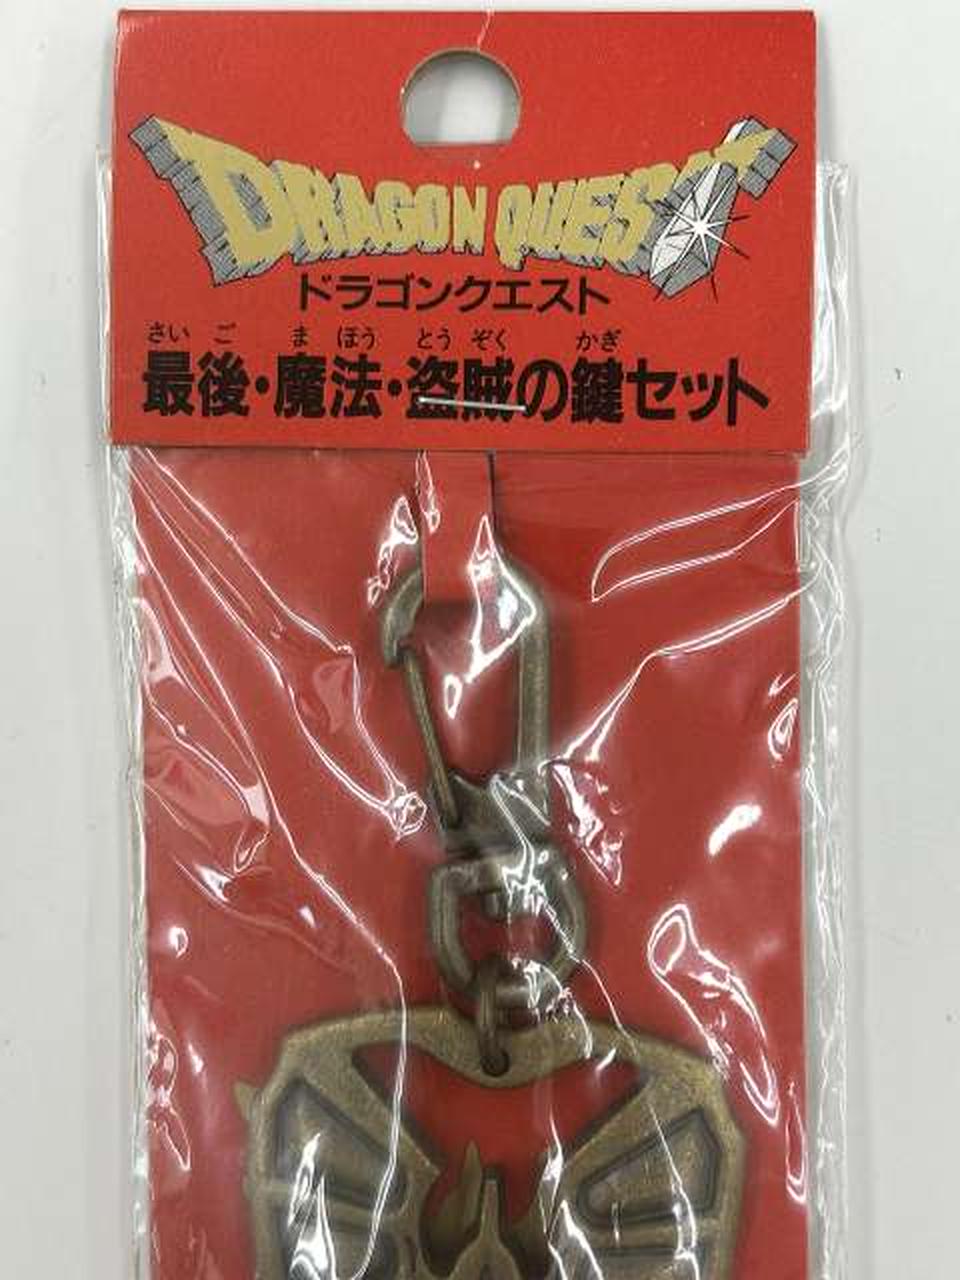 DRAGON QUEST
ドラゴンクエスト
さいご まほう とうぞく かぎ
最後・魔法・盗賊の鍵セット